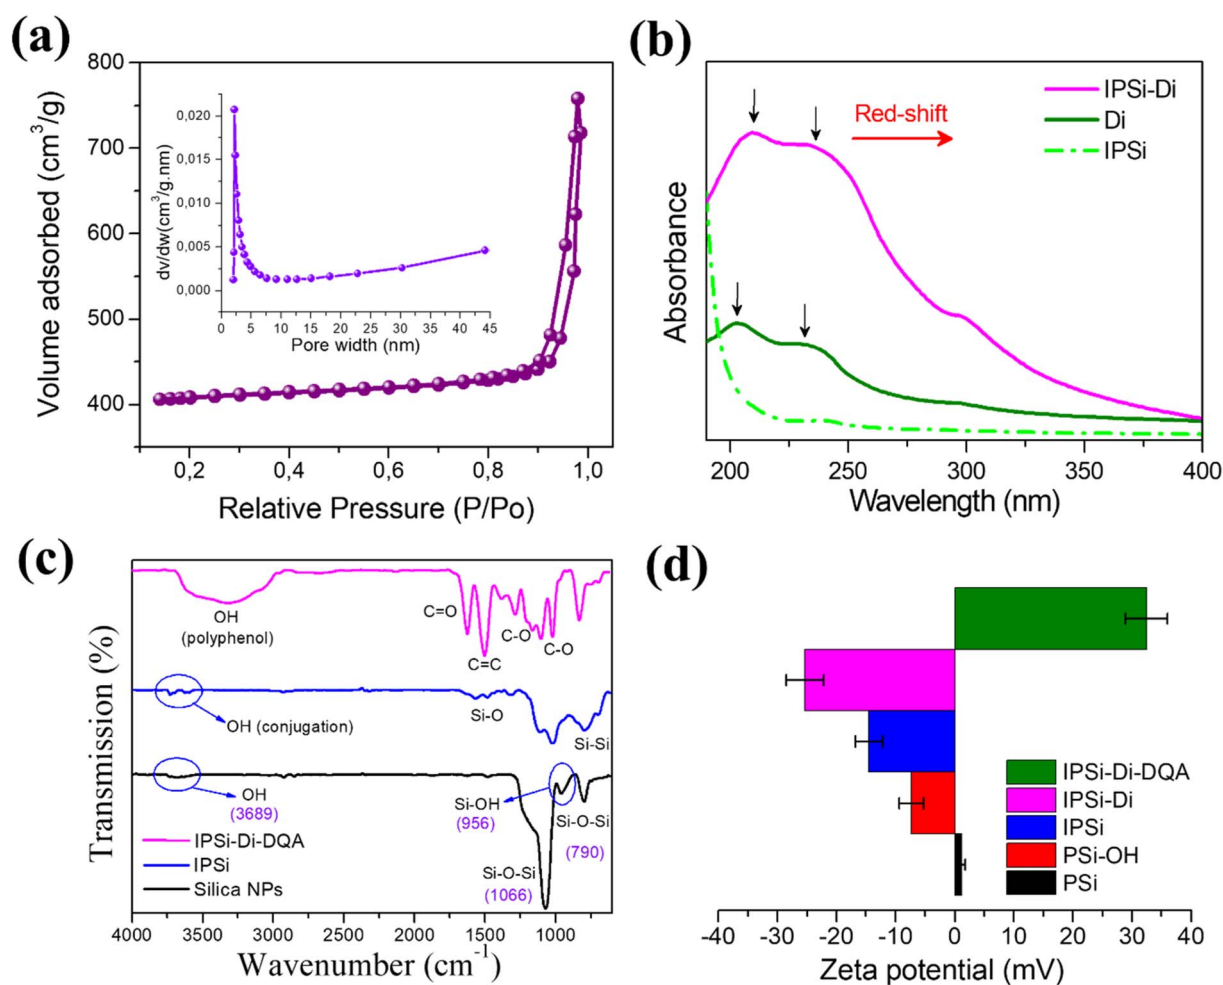 (a)
800
700
600
500
400
Volume adsorbed (cm³/g)
0,2
0,4
0,6
0,8
1,0
Relative Pressure (P/Po)
0,020
0,015
0,010
0,005
0,000
dv/dw(cm³/g.nm)
0 5 10 15 20 25 30 35 40 45
Pore width (nm)
(b)
Absorbance
Red-shift
IPSi-Di
Di
IPSi
200
250
300
350
400
Wavelength (nm)
(c)
Transmission (%)
OH
(polyphenol)
C=O
C=C
C-O
C-O
OH (conjugation)
Si-O
Si-Si
OH
(3689)
Si-OH
(956)
Si-O-Si
(790)
Si-O-Si
(1066)
IPSi-Di-DQA
IPSi
Silica NPs
4000
3500
3000
2500
2000
1500
1000
Wavenumber (cm⁻¹)
(d)
IPSi-Di-DQA
IPSi-Di
IPSi
PSi-OH
PSi
-40 -30 -20 -10 0 10 20 30 40
Zeta potential (mV)